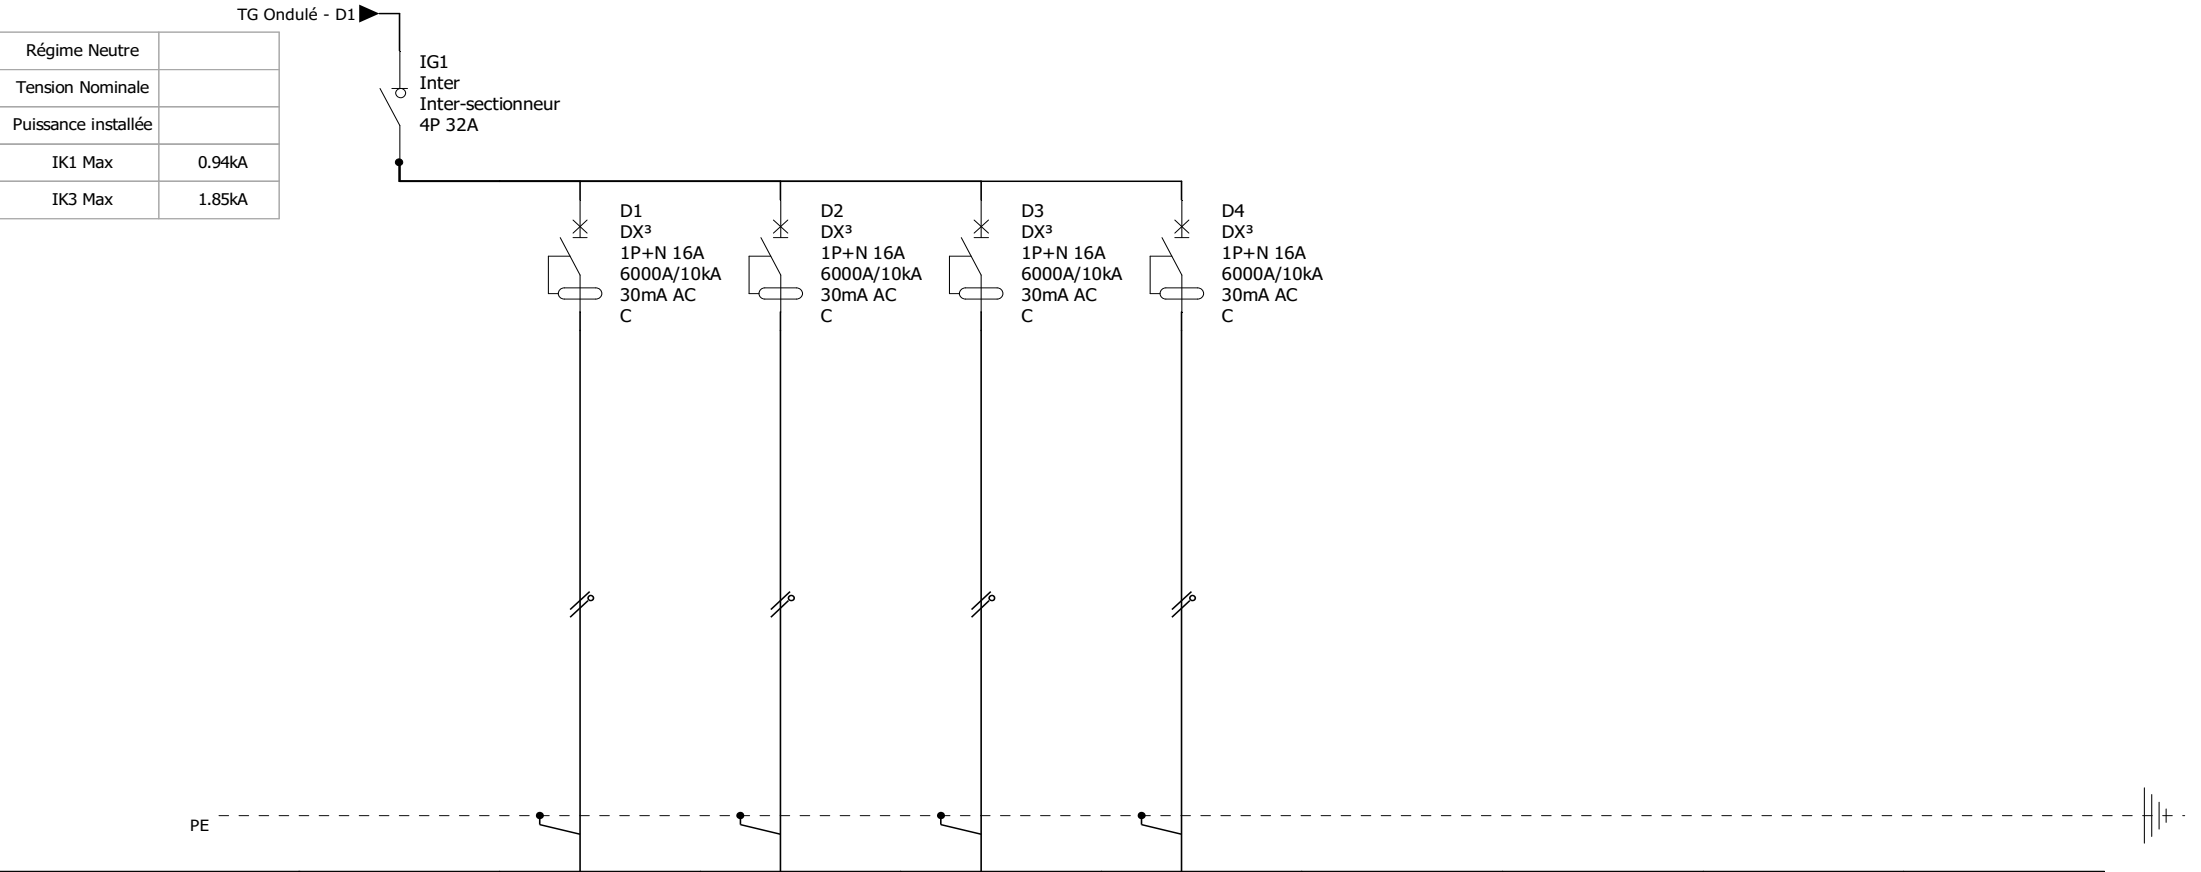 TG Ondulé - D1
Régime Neutre
Tension Nominale
Puissance installée
IK1 Max 0.94kA
IK3 Max 1.85kA
IG1
Inter
Inter-sectionneur
4P 32A
D1
DX³
1P+N 16A
6000A/10kA
30mA AC
C
D2
DX³
1P+N 16A
6000A/10kA
30mA AC
C
D3
DX³
1P+N 16A
6000A/10kA
30mA AC
C
D4
DX³
1P+N 16A
6000A/10kA
30mA AC
C
PE